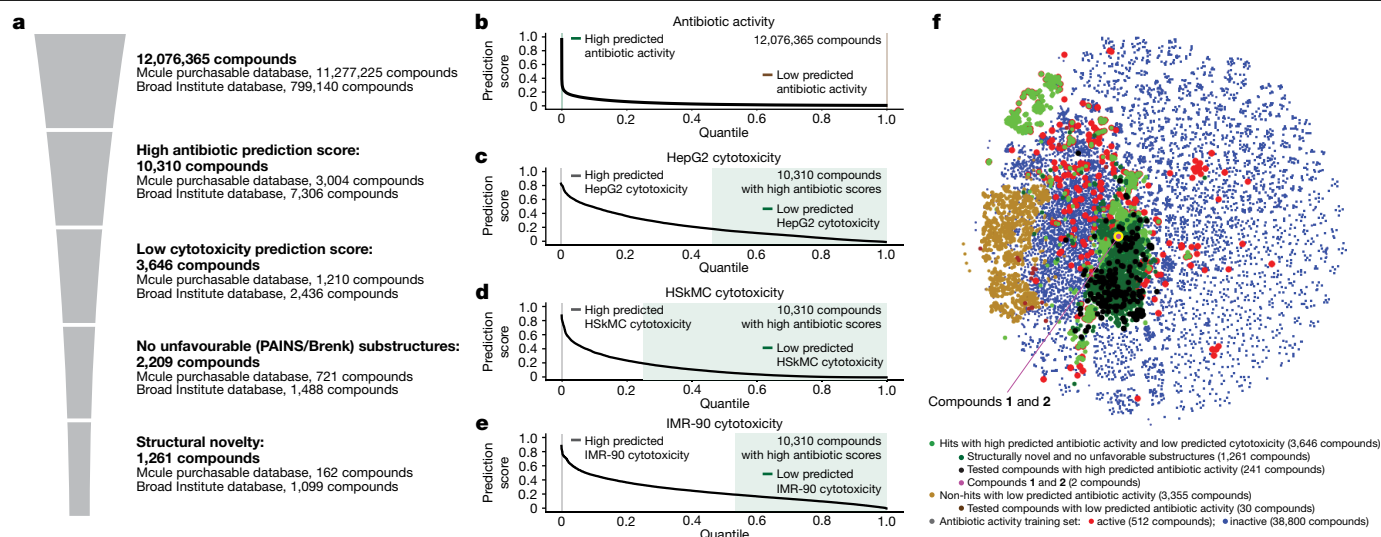 a
12,076,365 compounds
Mcule purchasable database, 11,277,225 compounds
Broad Institute database, 799,140 compounds
High antibiotic prediction score:
10,310 compounds
Mcule purchasable database, 3,004 compounds
Broad Institute database, 7,306 compounds
Low cytotoxicity prediction score:
3,646 compounds
Mcule purchasable database, 1,210 compounds
Broad Institute database, 2,436 compounds
No unfavourable (PAINS/Brenk) substructures:
2,209 compounds
Mcule purchasable database, 721 compounds
Broad Institute database, 1,488 compounds
Structural novelty:
1,261 compounds
Mcule purchasable database, 162 compounds
Broad Institute database, 1,099 compounds
b
Antibiotic activity
Prediction
score
1.0
0.8
0.6
0.4
0.2
0
High predicted
antibiotic activity
12,076,365 compounds
Low predicted
antibiotic activity
0 0.2 0.4 0.6 0.8 1.0
Quantile
c
HepG2 cytotoxicity
Prediction
score
1.0
0.8
0.6
0.4
0.2
0
High predicted
HepG2 cytotoxicity
10,310 compounds
with high antibiotic scores
Low predicted
HepG2 cytotoxicity
0 0.2 0.4 0.6 0.8 1.0
Quantile
d
HSkMC cytotoxicity
Prediction
score
1.0
0.8
0.6
0.4
0.2
0
High predicted
HSkMC cytotoxicity
10,310 compounds
with high antibiotic scores
Low predicted
HSkMC cytotoxicity
0 0.2 0.4 0.6 0.8 1.0
Quantile
e
IMR-90 cytotoxicity
Prediction
score
1.0
0.8
0.6
0.4
0.2
0
High predicted
IMR-90 cytotoxicity
10,310 compounds
with high antibiotic scores
Low predicted
IMR-90 cytotoxicity
0 0.2 0.4 0.6 0.8 1.0
Quantile
f
Compounds 1 and 2
Hits with high predicted antibiotic activity and low predicted cytotoxicity (3,646 compounds)
Structurally novel and no unfavorable substructures (1,261 compounds)
Tested compounds with high predicted antibiotic activity (241 compounds)
Compounds 1 and 2 (2 compounds)
Non-hits with low predicted antibiotic activity (3,355 compounds)
Tested compounds with low predicted antibiotic activity (30 compounds)
Antibiotic activity training set: active (512 compounds); inactive (38,800 compounds)